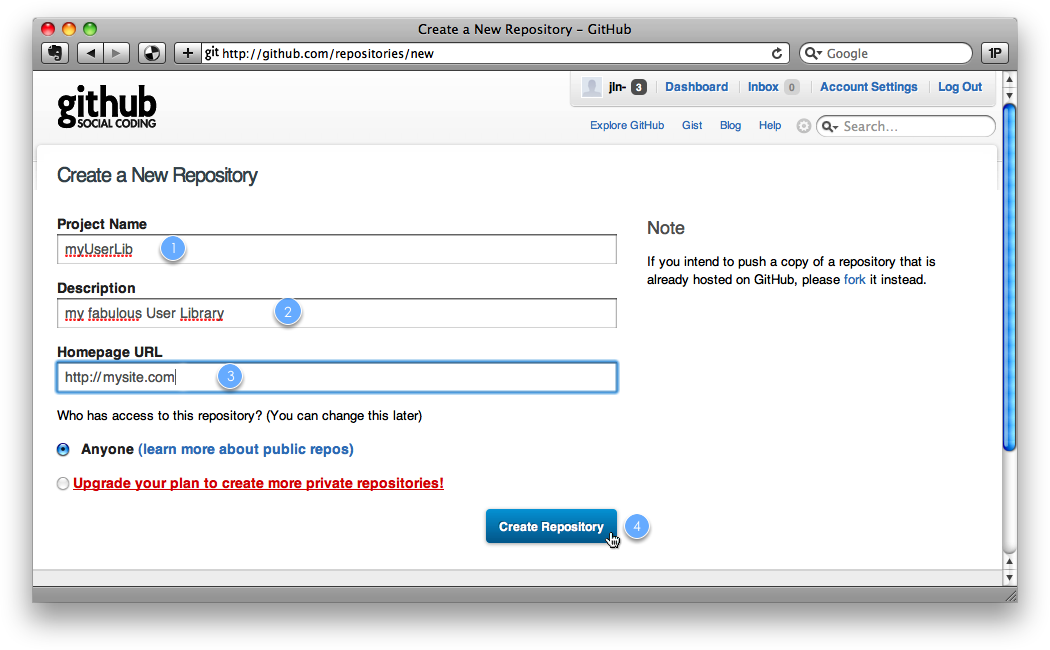 Create a New Repository – GitHub
git http://github.com/repositories/new
Google
1P
github
SOCIAL CODING
jln- 3 Dashboard Inbox 0 Account Settings Log Out
Explore GitHub Gist Blog Help Search...
Create a New Repository
Project Name
myUserLib 1
Description
my fabulous User Library 2
Homepage URL
http://mysite.com 3
Who has access to this repository? (You can change this later)
Anyone (learn more about public repos)
Upgrade your plan to create more private repositories!
Create Repository 4
Note
If you intend to push a copy of a repository that is
already hosted on GitHub, please fork it instead.